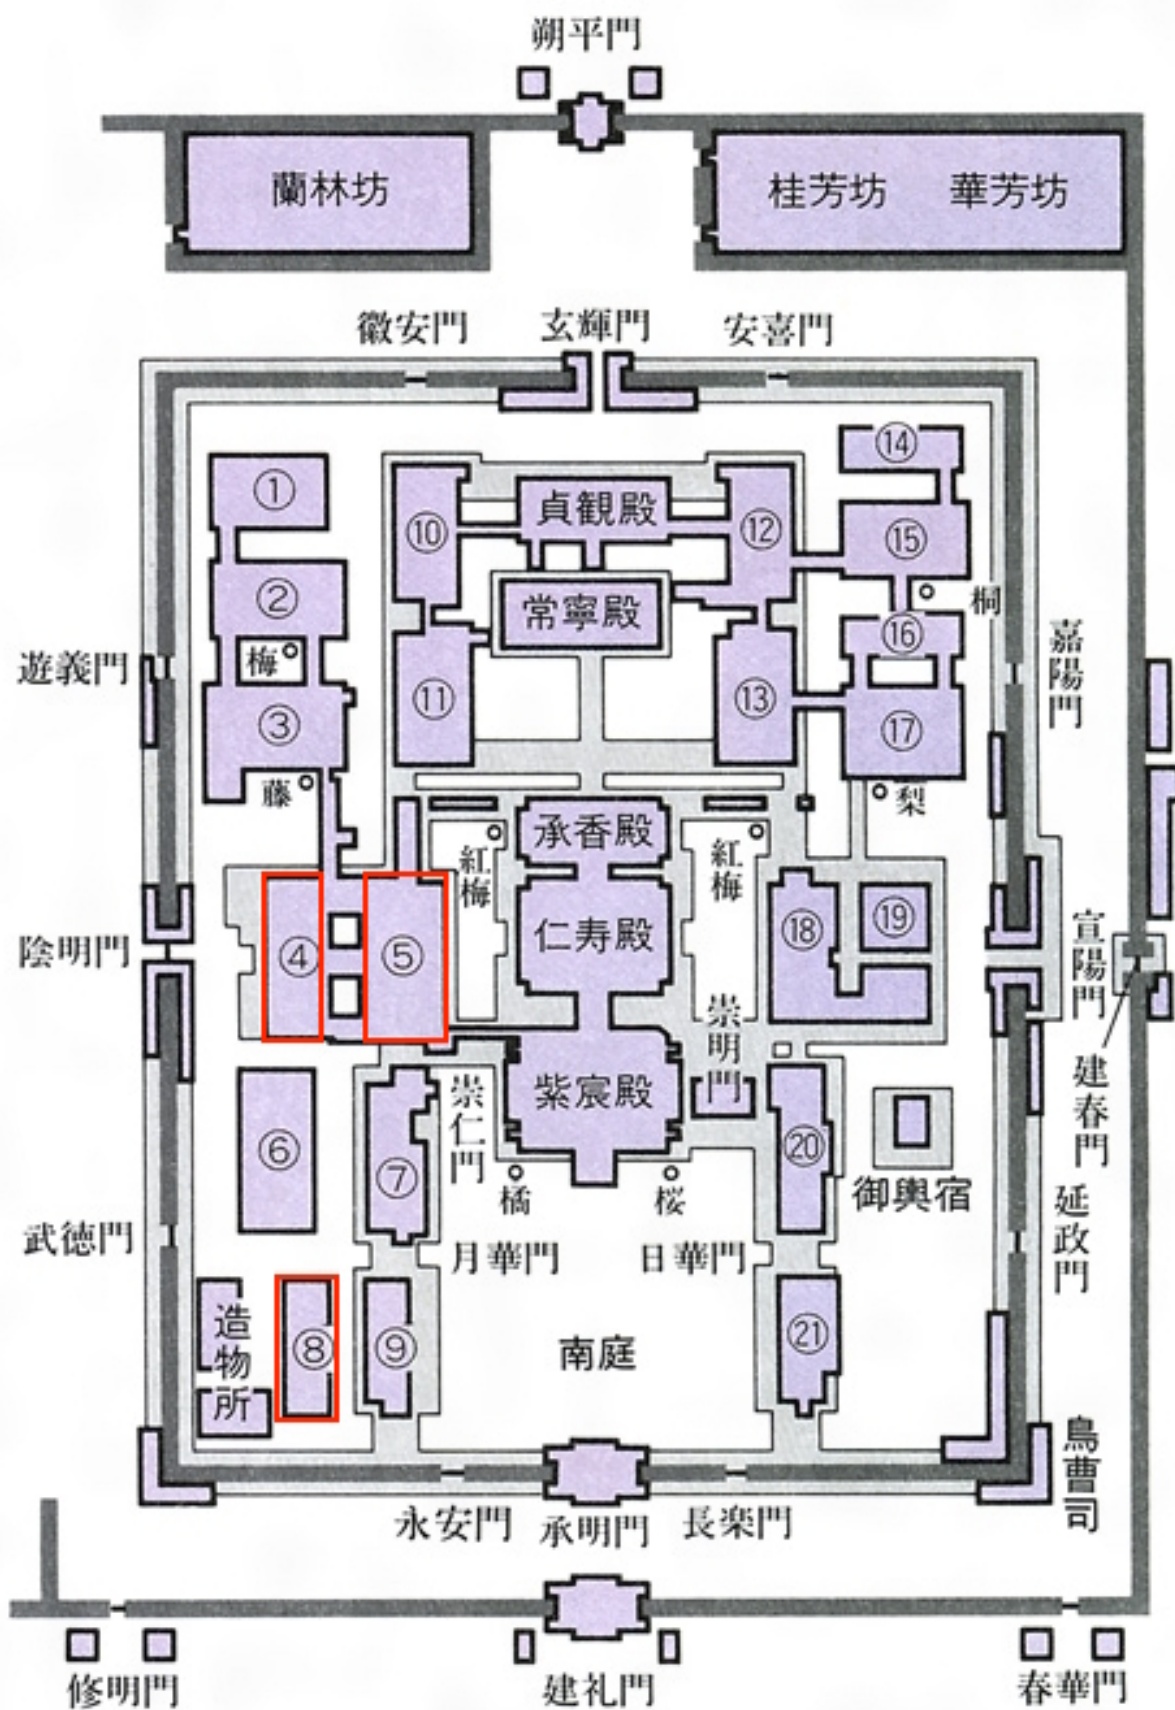 朔平門
蘭林坊
桂芳坊 華芳坊
徽安門
玄輝門
安喜門
①
⑩
貞観殿
⑫
⑭
⑮
②
常寧殿
桐
⑯
梅
遊義門
嘉陽門
③
⑪
⑬
⑰
藤
梨
承香殿
紅梅
紅梅
陰明門
④
⑤
仁寿殿
⑱
⑲
宣陽門
崇明門
紫宸殿
建春門
⑥
⑦
崇仁門
⑳
橘
桜
御輿宿
武徳門
月華門
日華門
延政門
造物所
⑧
⑨
南庭
㉑
鳥曹司
永安門
承明門
長楽門
修明門
建礼門
春華門